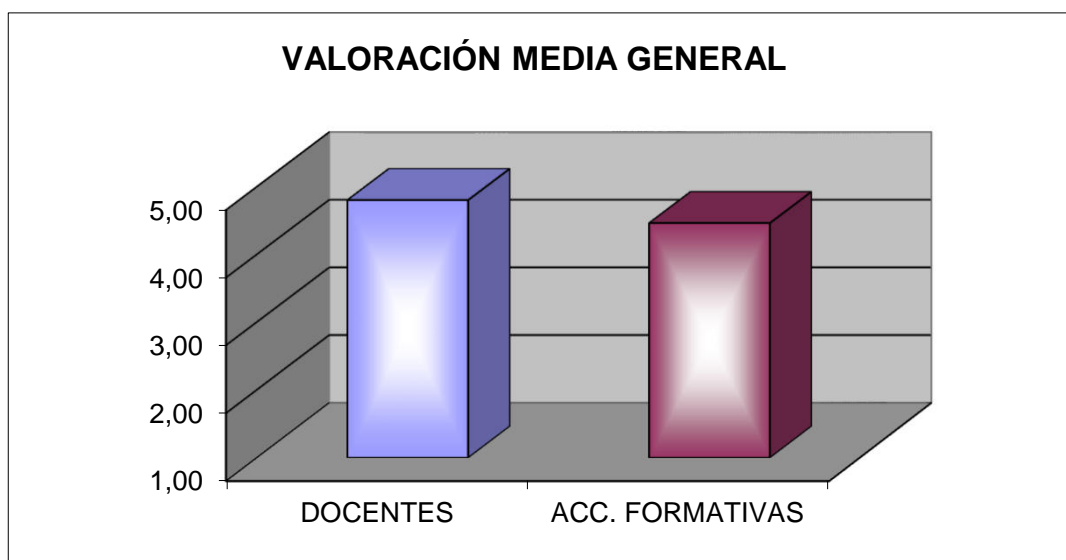 VALORACIÓN MEDIA GENERAL
5,00
4,00
3,00
2,00
1,00
DOCENTES ACC. FORMATIVAS